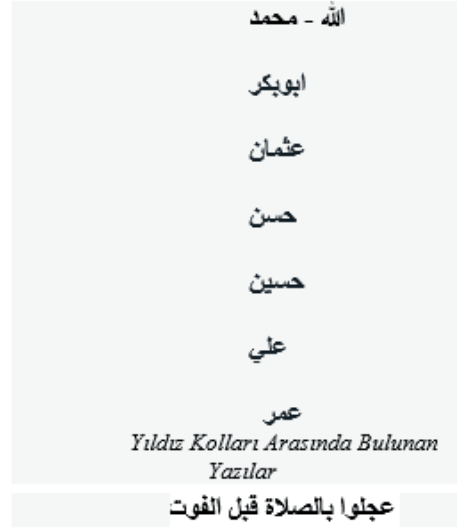 الله - محمد
ابوبكر
عثمان
حسن
حسين
علي
عمر
Yıldız Kolları Arasında Bulunan
Yazılar
عجلوا بالصلاة قبل الفوت